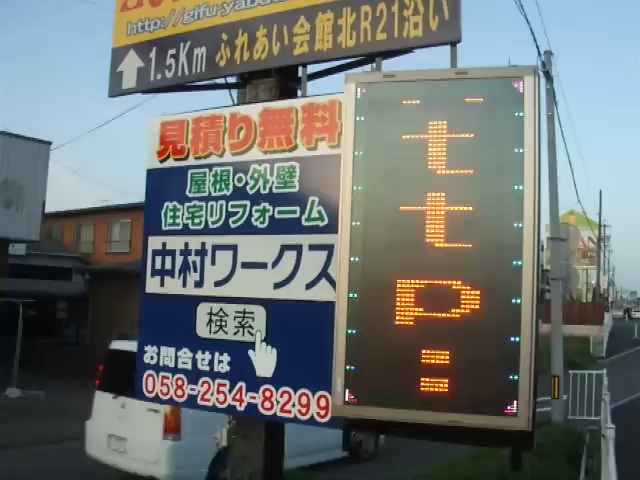 http://gifu-yabu
1.5Km ふれあい会館北R21沿い
見積り無料
屋根・外壁
住宅リフォーム
中村ワークス
検索
お問合せは
058-254-8299
ttp: